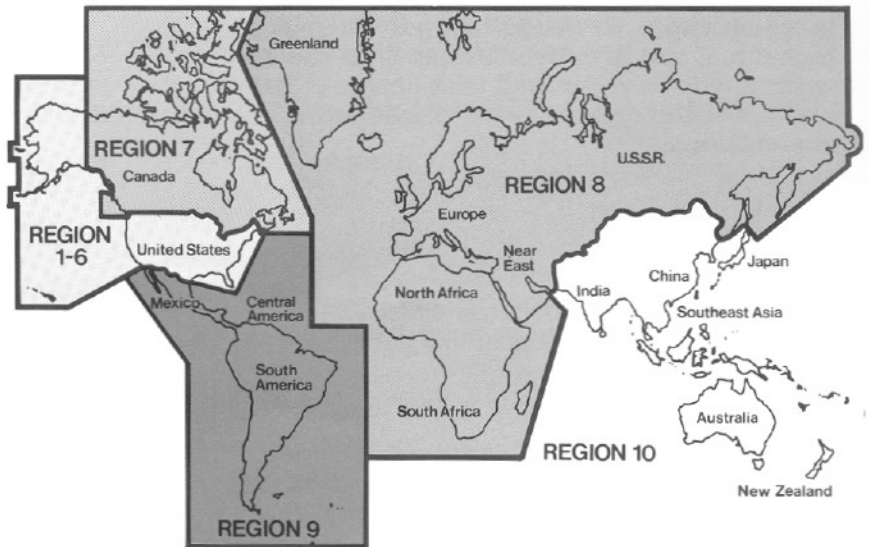 Greenland
REGION 7
Canada
U.S.S.R.
REGION 8
Europe
REGION
1-6
United States
Near
East
China
Japan
India
North Africa
Mexico
Central
America
Southeast Asia
South
America
South Africa
Australia
REGION 10
New Zealand
REGION 9